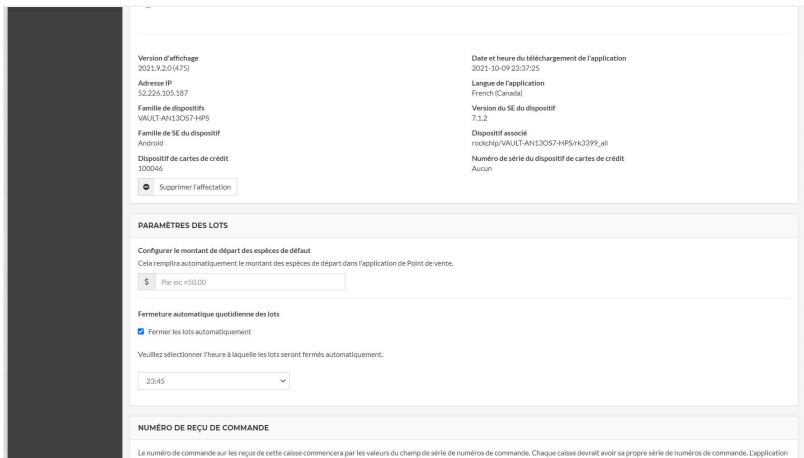 Version d'affichage
2021.9.2.0 (475)
Date et heure du téléchargement de l'application
2021-10-09 23:37:25
Adresse IP
52.226.105.187
Langue de l'application
French (Canada)
Famille de dispositifs
VAULT-AN13OS7-HPS
Version du SE du dispositif
7.1.2
Famille de SE du dispositif
Android
Dispositif associé
rockchip/VAULT-AN13OS7-HPS/rk3399_all
Dispositif de cartes de crédit
100046
Numéro de série du dispositif de cartes de crédit
Aucun
Supprimer l'affectation
PARAMÈTRES DES LOTS
Configurer le montant de départ des espèces de défaut
Cela remplira automatiquement le montant des espèces de départ dans l'application de Point de vente.
$ Par ex: =50.00
Fermeture automatique quotidienne des lots
Fermer les lots automatiquement
Veuillez sélectionner l'heure à laquelle les lots seront fermés automatiquement.
23:45
NUMÉRO DE REÇU DE COMMANDE
Le numéro de commande sur les reçus de cette caisse commencera par les valeurs du champ de série de numéros de commande. Chaque caisse devrait avoir sa propre série de numéros de commande. L'application